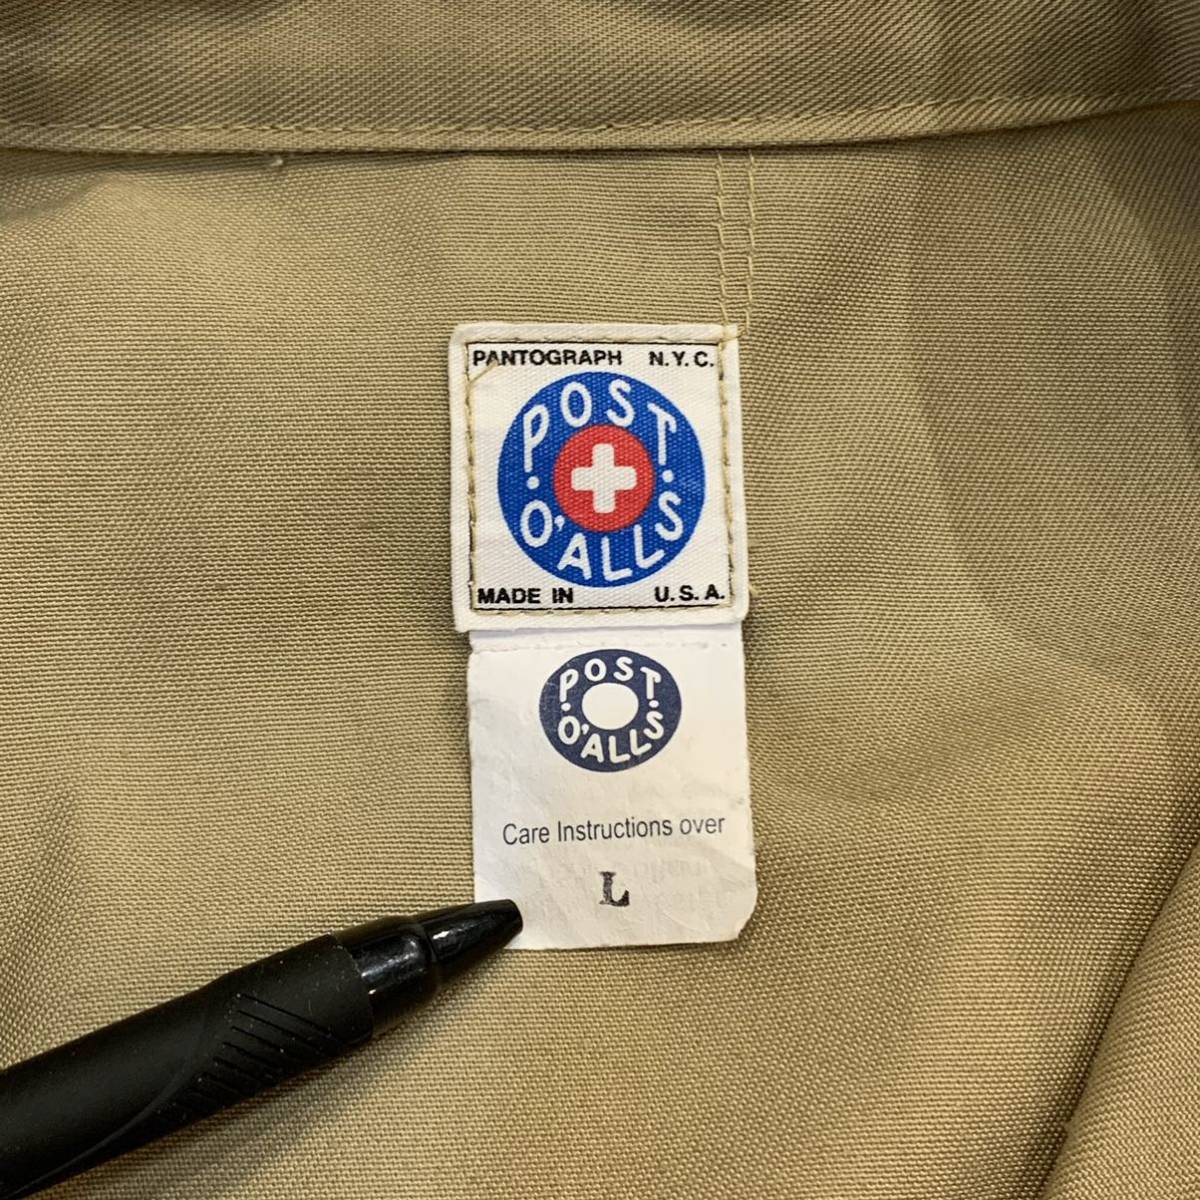 PANTOGRAPH N.Y.C.
POST
O'ALLS
MADE IN U.S.A.
POST
O'ALLS
Care Instructions over
L